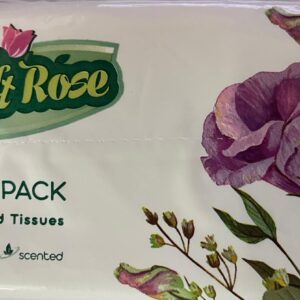 Rose
PACK
Tissues
scented